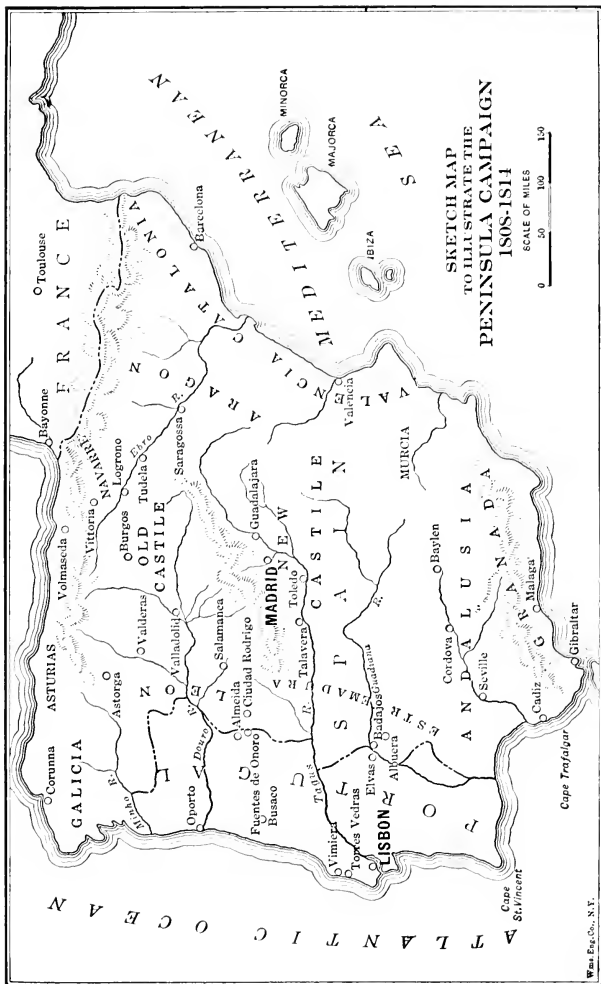 SKETCH MAP
TO ILLUSTRATE THE
PENINSULA CAMPAIGN
1808-1814
SCALE OF MILES
0 50 100 150
ATLANTIC OCEAN
MEDITERRANEAN
SEA
FRANCE
Toulouse
Bayonne
Corunna
ASTURIAS
GALICIA
Volmaseda
Vittoria
NAVARRE
Logrono
Burgos
Tudela
Ebro
R.
Saragossa
ARAGON
CATALONIA
Barcelona
MINORCA
MAJORCA
IBIZA
Astorga
Valderas
OLD
CASTILE
Valladolid
LEON
Minho
R.
Oporto
Douro
R.
Salamanca
Almeida
Ciudad Rodrigo
Fuentes de Onoro
Busaco
Guadalajara
MADRID
NEW
CASTILE
Toledo
Talavera
Tagus
R.
SPAIN
VALENCIA
Valencia
PORTUGAL
Vimiera
Torres Vedras
LISBON
Elvas
Badajos
Albuera
Guadiana
R.
ESTREMADURA
MURCIA
ANDALUSIA
Baylen
Cordova
Seville
GRANADA
Malaga
Cadiz
Gibraltar
Cape Trafalgar
Cape
St. Vincent
Wms. Eng. Co., N.Y.